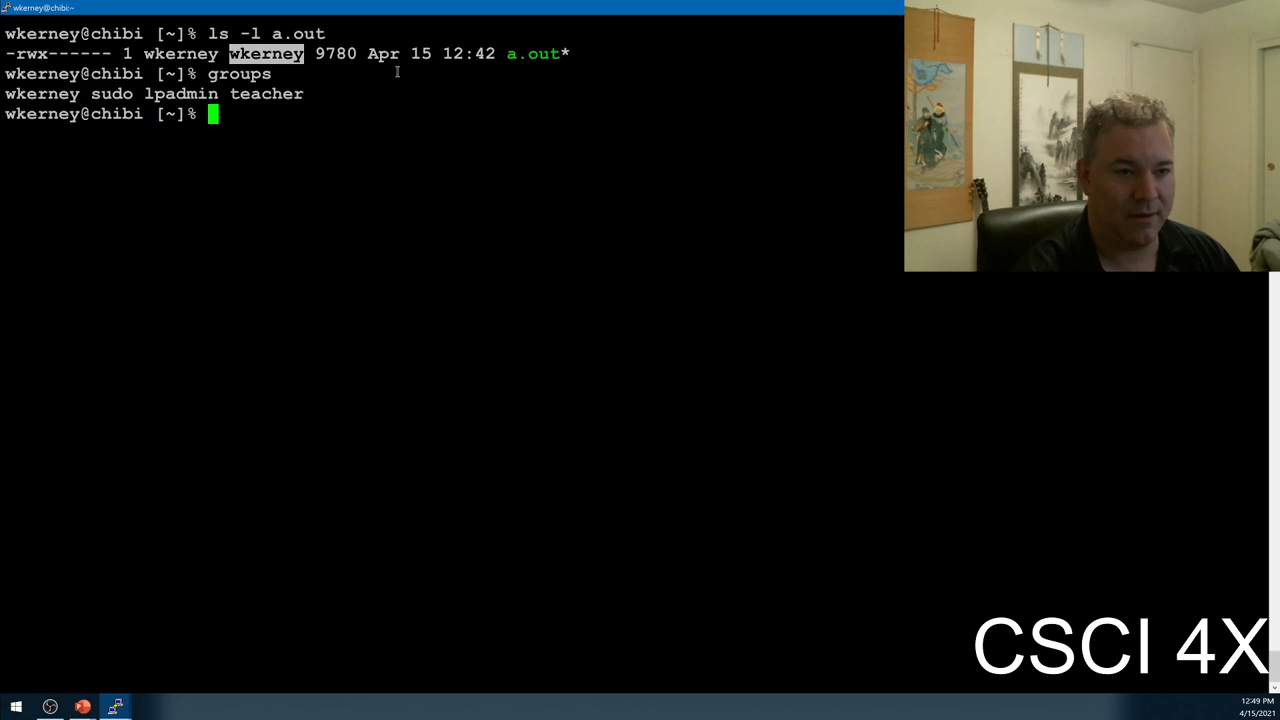 wkerney@chibi:~
wkerney@chibi [~]% ls -l a.out
-rwx------ 1 wkerney wkerney 9780 Apr 15 12:42 a.out*
wkerney@chibi [~]% groups
wkerney sudo lpadmin teacher
wkerney@chibi [~]%
CSCI 4X
12:49 PM
4/15/2021